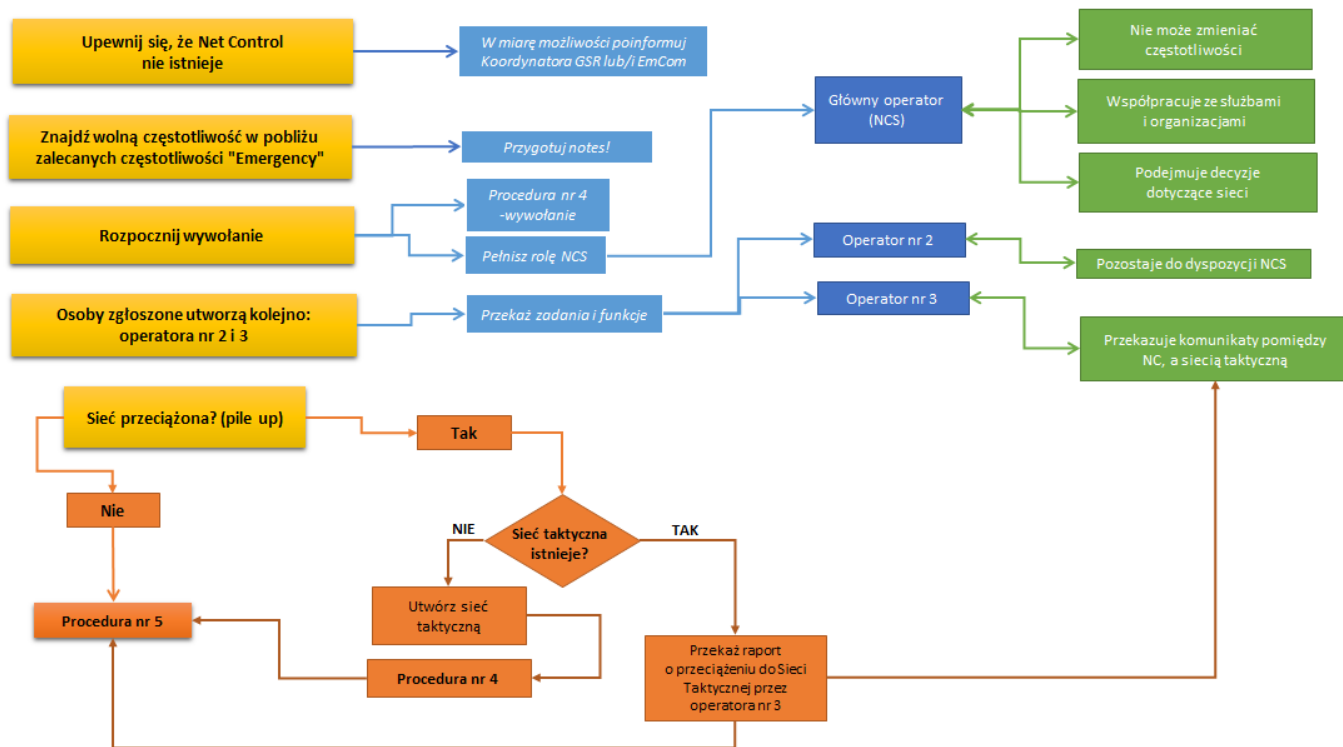 Upewnij się, że Net Control
nie istnieje
W miarę możliwości poinformuj
Koordynatora GSR lub/i EmCom
Nie może zmieniać
częstotliwości
Główny operator
(NCS)
Współpracuje ze służbami
i organizacjami
Znajdź wolną częstotliwość w pobliżu
zalecanych częstotliwości "Emergency"
Przygotuj notes!
Podejmuje decyzje
dotyczące sieci
Rozpocznij wywołanie
Procedura nr 4
-wywołanie
Pełnisz rolę NCS
Operator nr 2
Pozostaje do dyspozycji NCS
Osoby zgłoszone utworzą kolejno:
operatora nr 2 i 3
Przekaż zadania i funkcje
Operator nr 3
Przekazuje komunikaty pomiędzy
NC, a siecią taktyczną
Sieć przeciążona? (pile up)
Tak
Nie
Sieć taktyczna
istnieje?
NIE
TAK
Utwórz sieć
taktyczną
Procedura nr 5
Procedura nr 4
Przekaż raport
o przeciążeniu do Sieci
Taktycznej przez
operatora nr 3